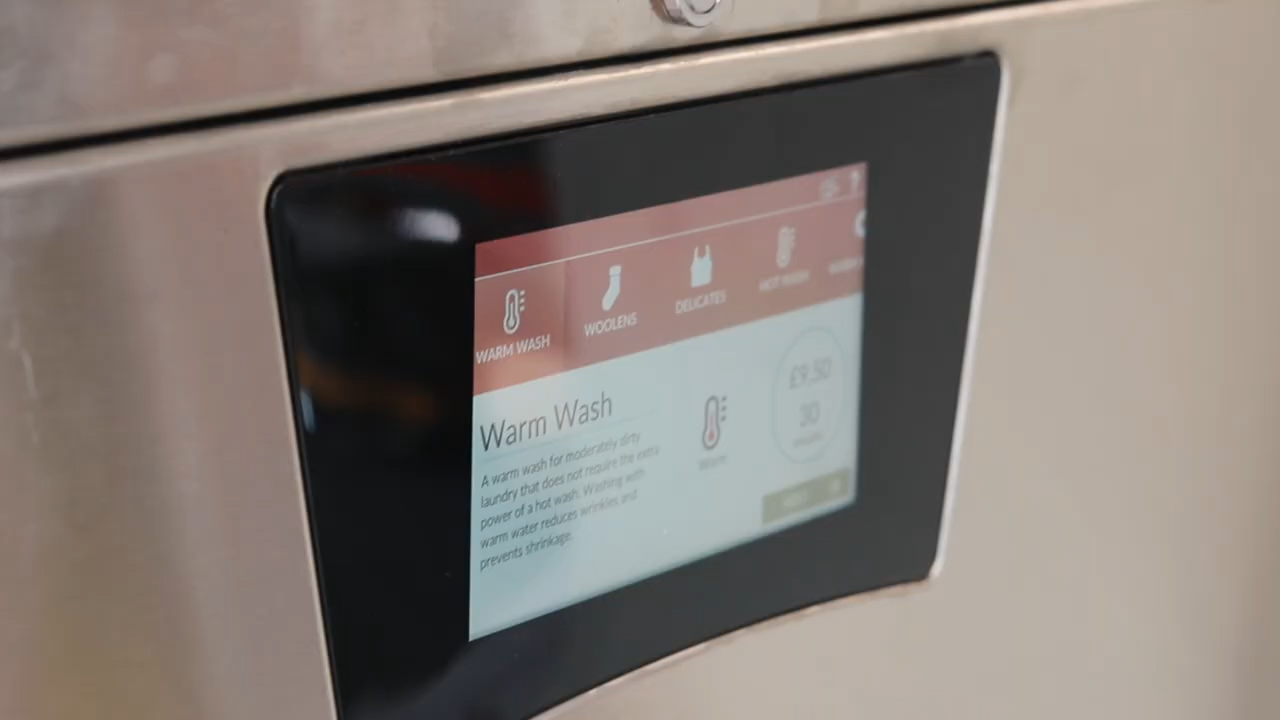 WARM WASH
WOOLENS
DELICATES
HOT WASH
Warm Wash
A warm wash for moderately dirty
laundry that does not require the extra
power of a hot wash. Washing with
warm water reduces wrinkles and
prevents shrinkage.
Warm
£9.50
30